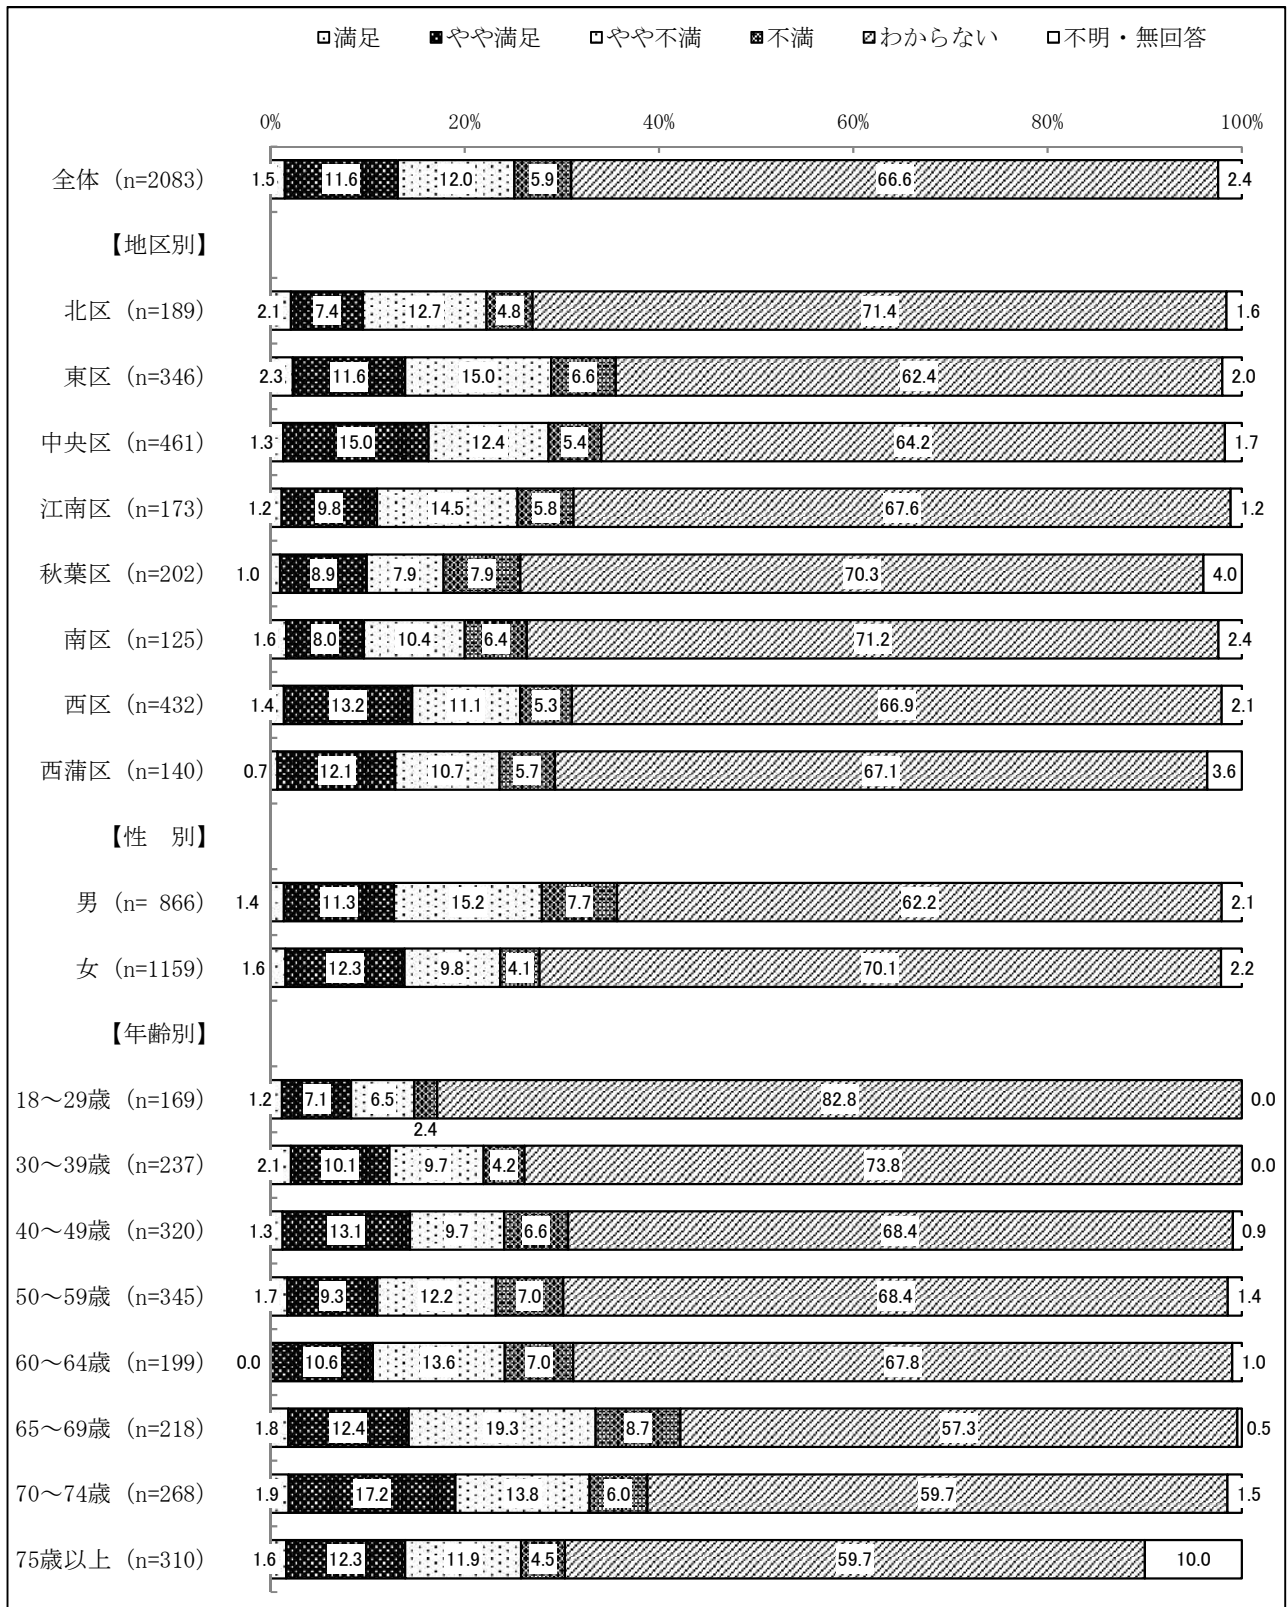 満足 やや満足 やや不満 不満 わからない 不明・無回答
0% 20% 40% 60% 80% 100%
全体 (n=2083) 1.5 11.6 12.0 5.9 66.6 2.4
【地区別】
北区 (n=189) 2.1 7.4 12.7 4.8 71.4 1.6
東区 (n=346) 2.3 11.6 15.0 6.6 62.4 2.0
中央区 (n=461) 1.3 15.0 12.4 5.4 64.2 1.7
江南区 (n=173) 1.2 9.8 14.5 5.8 67.6 1.2
秋葉区 (n=202) 1.0 8.9 7.9 7.9 70.3 4.0
南区 (n=125) 1.6 8.0 10.4 6.4 71.2 2.4
西区 (n=432) 1.4 13.2 11.1 5.3 66.9 2.1
西蒲区 (n=140) 0.7 12.1 10.7 5.7 67.1 3.6
【性　別】
男 (n= 866) 1.4 11.3 15.2 7.7 62.2 2.1
女 (n=1159) 1.6 12.3 9.8 4.1 70.1 2.2
【年齢別】
18～29歳 (n=169) 1.2 7.1 6.5 82.8 0.0
2.4
30～39歳 (n=237) 2.1 10.1 9.7 4.2 73.8 0.0
40～49歳 (n=320) 1.3 13.1 9.7 6.6 68.4 0.9
50～59歳 (n=345) 1.7 9.3 12.2 7.0 68.4 1.4
60～64歳 (n=199) 0.0 10.6 13.6 7.0 67.8 1.0
65～69歳 (n=218) 1.8 12.4 19.3 8.7 57.3 0.5
70～74歳 (n=268) 1.9 17.2 13.8 6.0 59.7 1.5
75歳以上 (n=310) 1.6 12.3 11.9 4.5 59.7 10.0